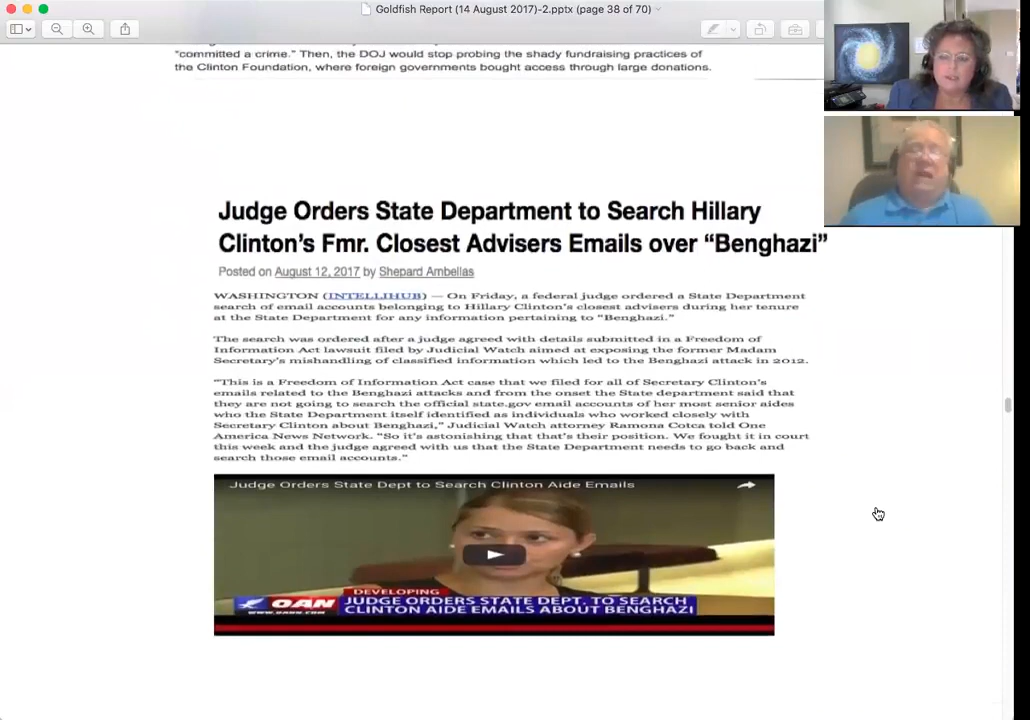 Goldfish Report (14 August 2017)-2.pptx (page 38 of 70)
"committed a crime." Then, the DOJ would stop probing the shady fundraising practices of
the Clinton Foundation, where foreign governments bought access through large donations.
Judge Orders State Department to Search Hillary
Clinton's Fmr. Closest Advisers Emails over "Benghazi"
Posted on August 12, 2017 by Shepard Ambellas
WASHINGTON (INTELLIHUB) — On Friday, a federal judge ordered a State Department
search of email accounts belonging to Hillary Clinton's closest advisers during her tenure
at the State Department for any information pertaining to "Benghazi."
The search was ordered after a judge agreed with details submitted in a Freedom of
Information Act lawsuit filed by Judicial Watch aimed at exposing the former Madam
Secretary's mishandling of classified information which led to the Benghazi attack in 2012.
"This is a Freedom of Information Act case that we filed for all of Secretary Clinton's
emails related to the Benghazi attacks and from the onset the State department said that
they are not going to search the official state.gov email accounts of her most senior aides
who the State Department itself identified as individuals who worked closely with
Secretary Clinton about Benghazi," Judicial Watch attorney Ramona Cotca told One
America News Network. "So it's astonishing that that's their position. We fought it in court
this week and the judge agreed with us that the State Department needs to go back and
search those email accounts."
Judge Orders State Dept to Search Clinton Aide Emails
DEVELOPING
OAN
www.oann.com
JUDGE ORDERS STATE DEPT. TO SEARCH
CLINTON AIDE EMAILS ABOUT BENGHAZI